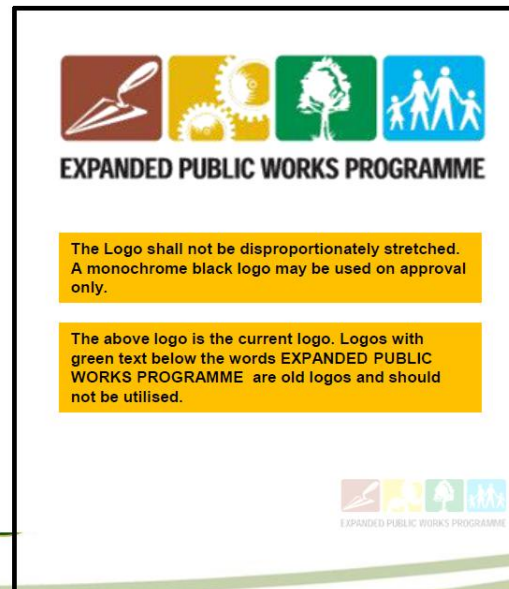 EXPANDED PUBLIC WORKS PROGRAMME
The Logo shall not be disproportionately stretched.
A monochrome black logo may be used on approval
only.
The above logo is the current logo. Logos with
green text below the words EXPANDED PUBLIC
WORKS PROGRAMME are old logos and should
not be utilised.
EXPANDED PUBLIC WORKS PROGRAMME